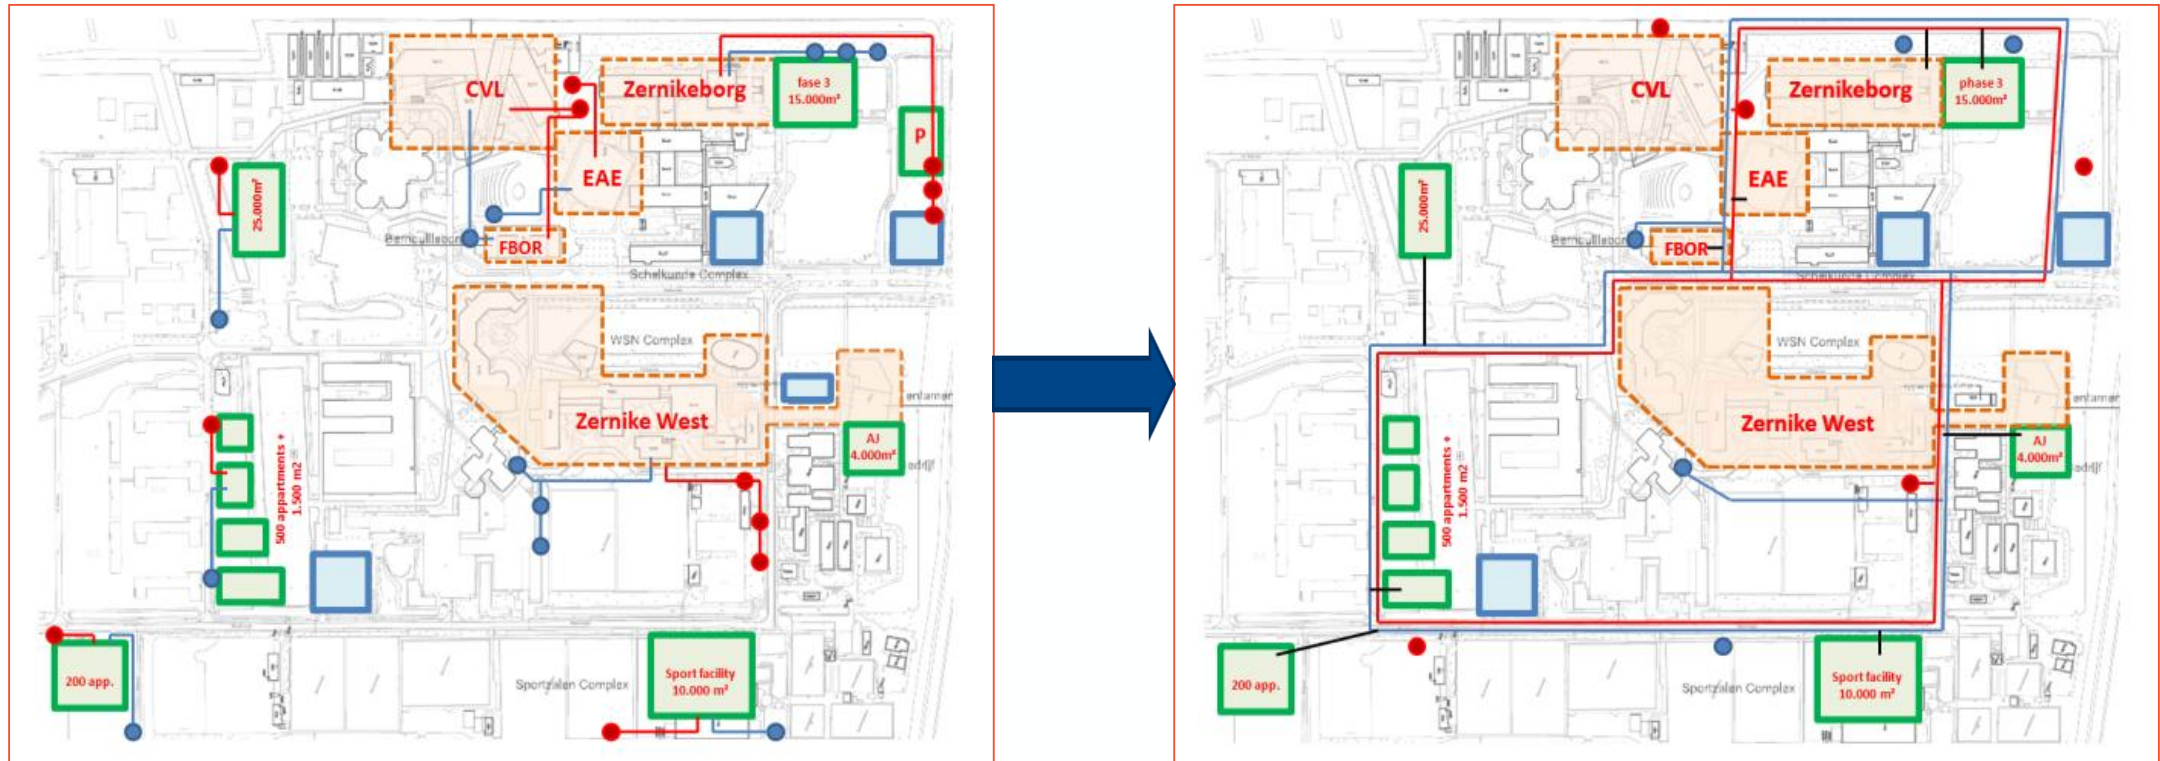 CVL
Zernikeborg
fase 3
15.000m²
P
EAE
25.000m²
FBOR
Schelkunde Complex
WSN Complex
Zernike West
AJ
4.000m²
500 appartments +
1.500 m2
200 app.
Sportzalen Complex
Sport facility
10.000 m²
CVL
Zernikeborg
phase 3
15.000m²
EAE
25.000m²
FBOR
WSN Complex
Zernike West
AJ
4.000m²
500 appartments +
1.500 m2
200 app.
Sportzalen Complex
Sport facility
10.000 m²